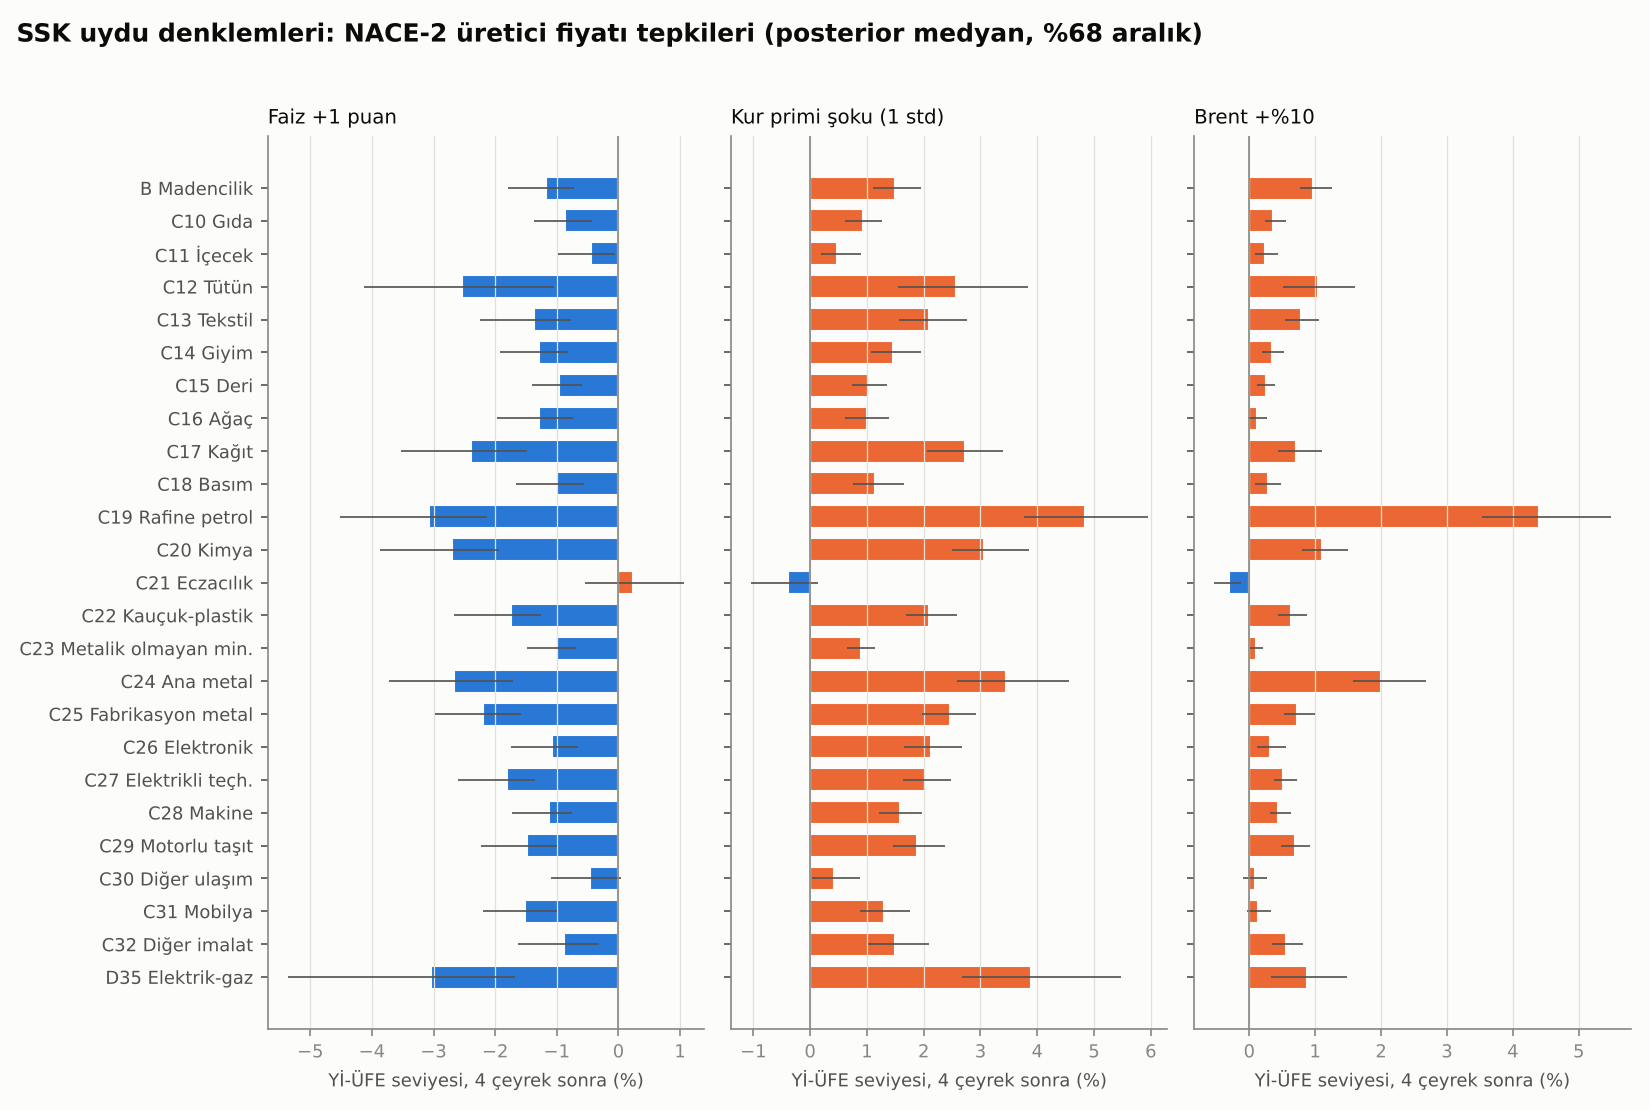 SSK uydu denklemleri: NACE-2 üretici fiyatı tepkileri (posterior medyan, %68 aralık)
Faiz +1 puan
Kur primi şoku (1 std)
Brent +%10
B Madencilik
C10 Gıda
C11 İçecek
C12 Tütün
C13 Tekstil
C14 Giyim
C15 Deri
C16 Ağaç
C17 Kağıt
C18 Basım
C19 Rafine petrol
C20 Kimya
C21 Eczacılık
C22 Kauçuk-plastik
C23 Metalik olmayan min.
C24 Ana metal
C25 Fabrikasyon metal
C26 Elektronik
C27 Elektrikli teçh.
C28 Makine
C29 Motorlu taşıt
C30 Diğer ulaşım
C31 Mobilya
C32 Diğer imalat
D35 Elektrik-gaz
−5 −4 −3 −2 −1 0 1
−1 0 1 2 3 4 5 6
0 1 2 3 4 5
Yİ-ÜFE seviyesi, 4 çeyrek sonra (%)
Yİ-ÜFE seviyesi, 4 çeyrek sonra (%)
Yİ-ÜFE seviyesi, 4 çeyrek sonra (%)